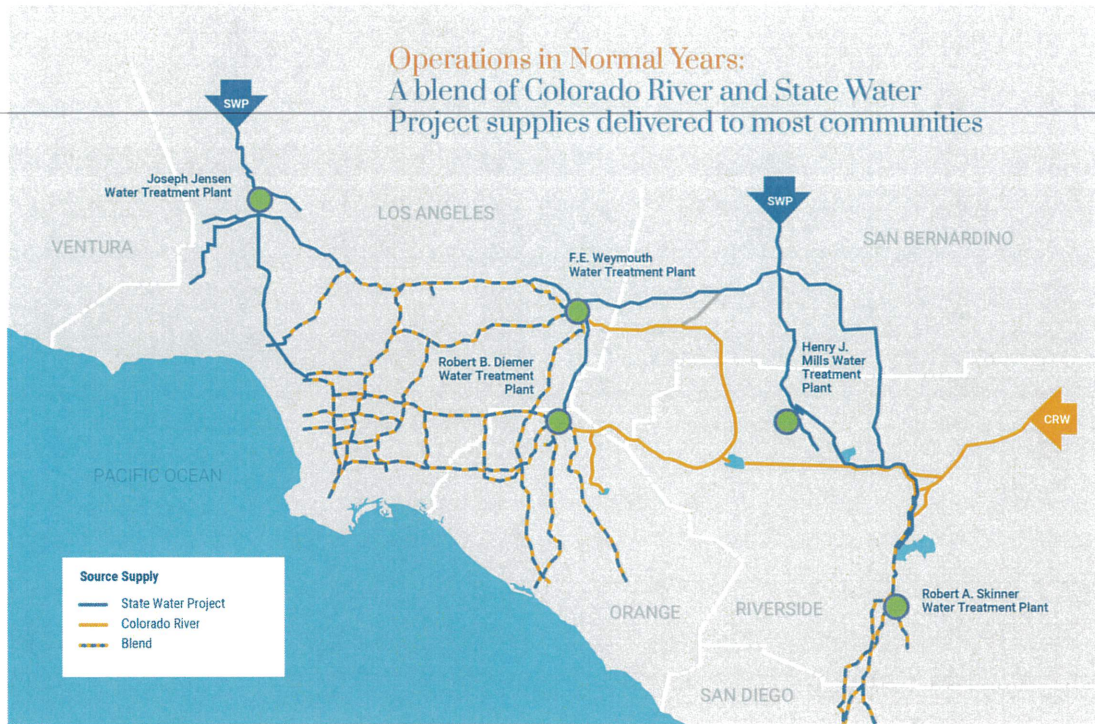 Operations in Normal Years:
A blend of Colorado River and State Water
Project supplies delivered to most communities
SWP
Joseph Jensen
Water Treatment Plant
LOS ANGELES
VENTURA
SWP
SAN BERNARDINO
F.E. Weymouth
Water Treatment Plant
Robert B. Diemer
Water Treatment
Plant
Henry J.
Mills Water
Treatment
Plant
CRW
PACIFIC OCEAN
Source Supply
State Water Project
Colorado River
Blend
ORANGE
RIVERSIDE
Robert A. Skinner
Water Treatment Plant
SAN DIEGO